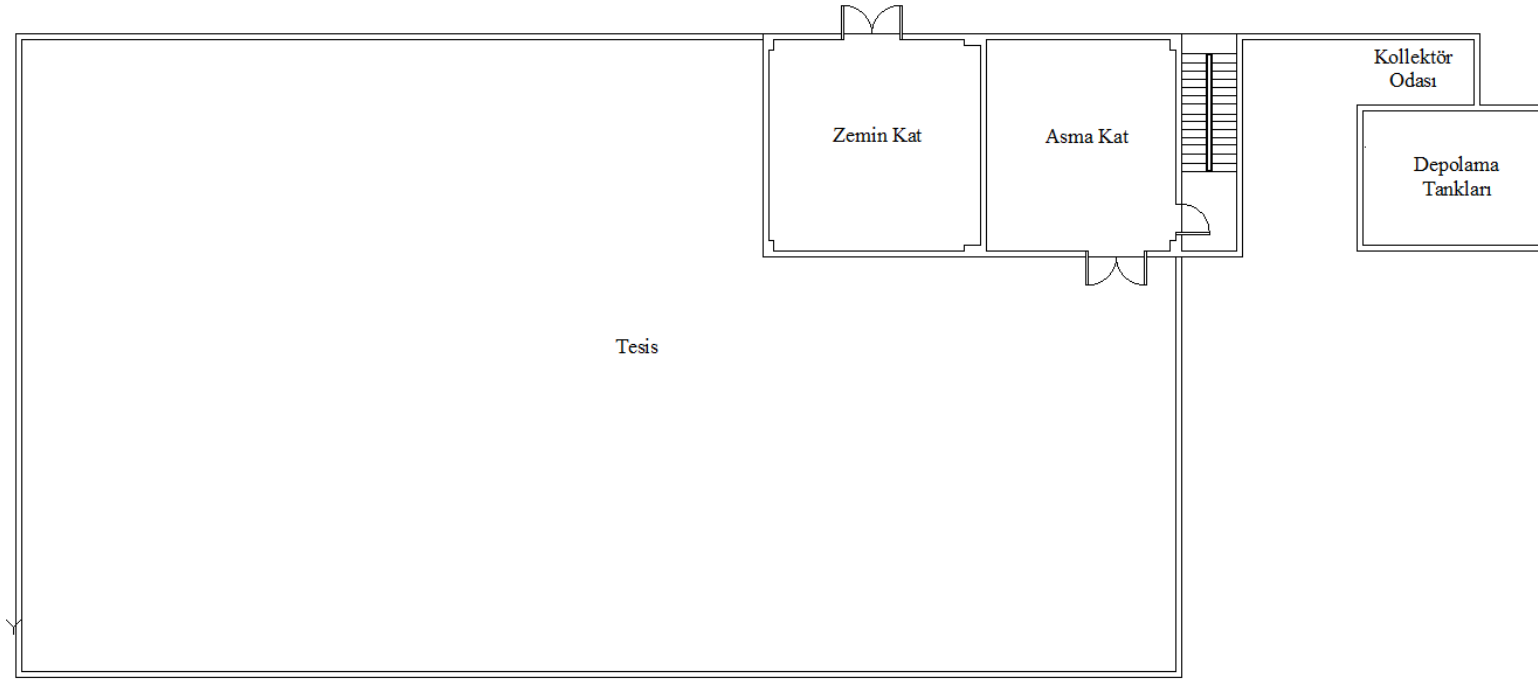 Kollektör
Odası
Zemin Kat
Asma Kat
Depolama
Tankları
Tesis
Y